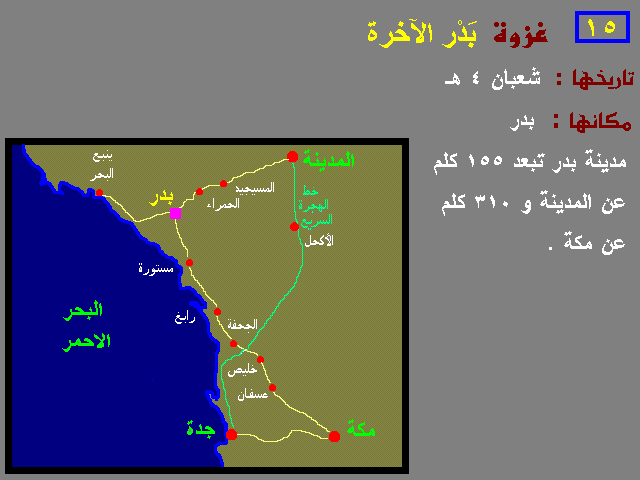 ١٥
غزوة بَدْر الآخرة
تاريخها : شعبان ٤ هـ
مكانها : بدر
مدينة بدر تبعد ١٥٥ كلم
عن المدينة و ٣١٠ كلم
عن مكة .
المدينة
ينبع
البحر
المسيجيد
الحمراء
بدر
خط
الهجرة
السريع
الأكحل
مستورة
رابغ
الجحفة
البحر
الاحمر
خليص
عسفان
جدة
مكة